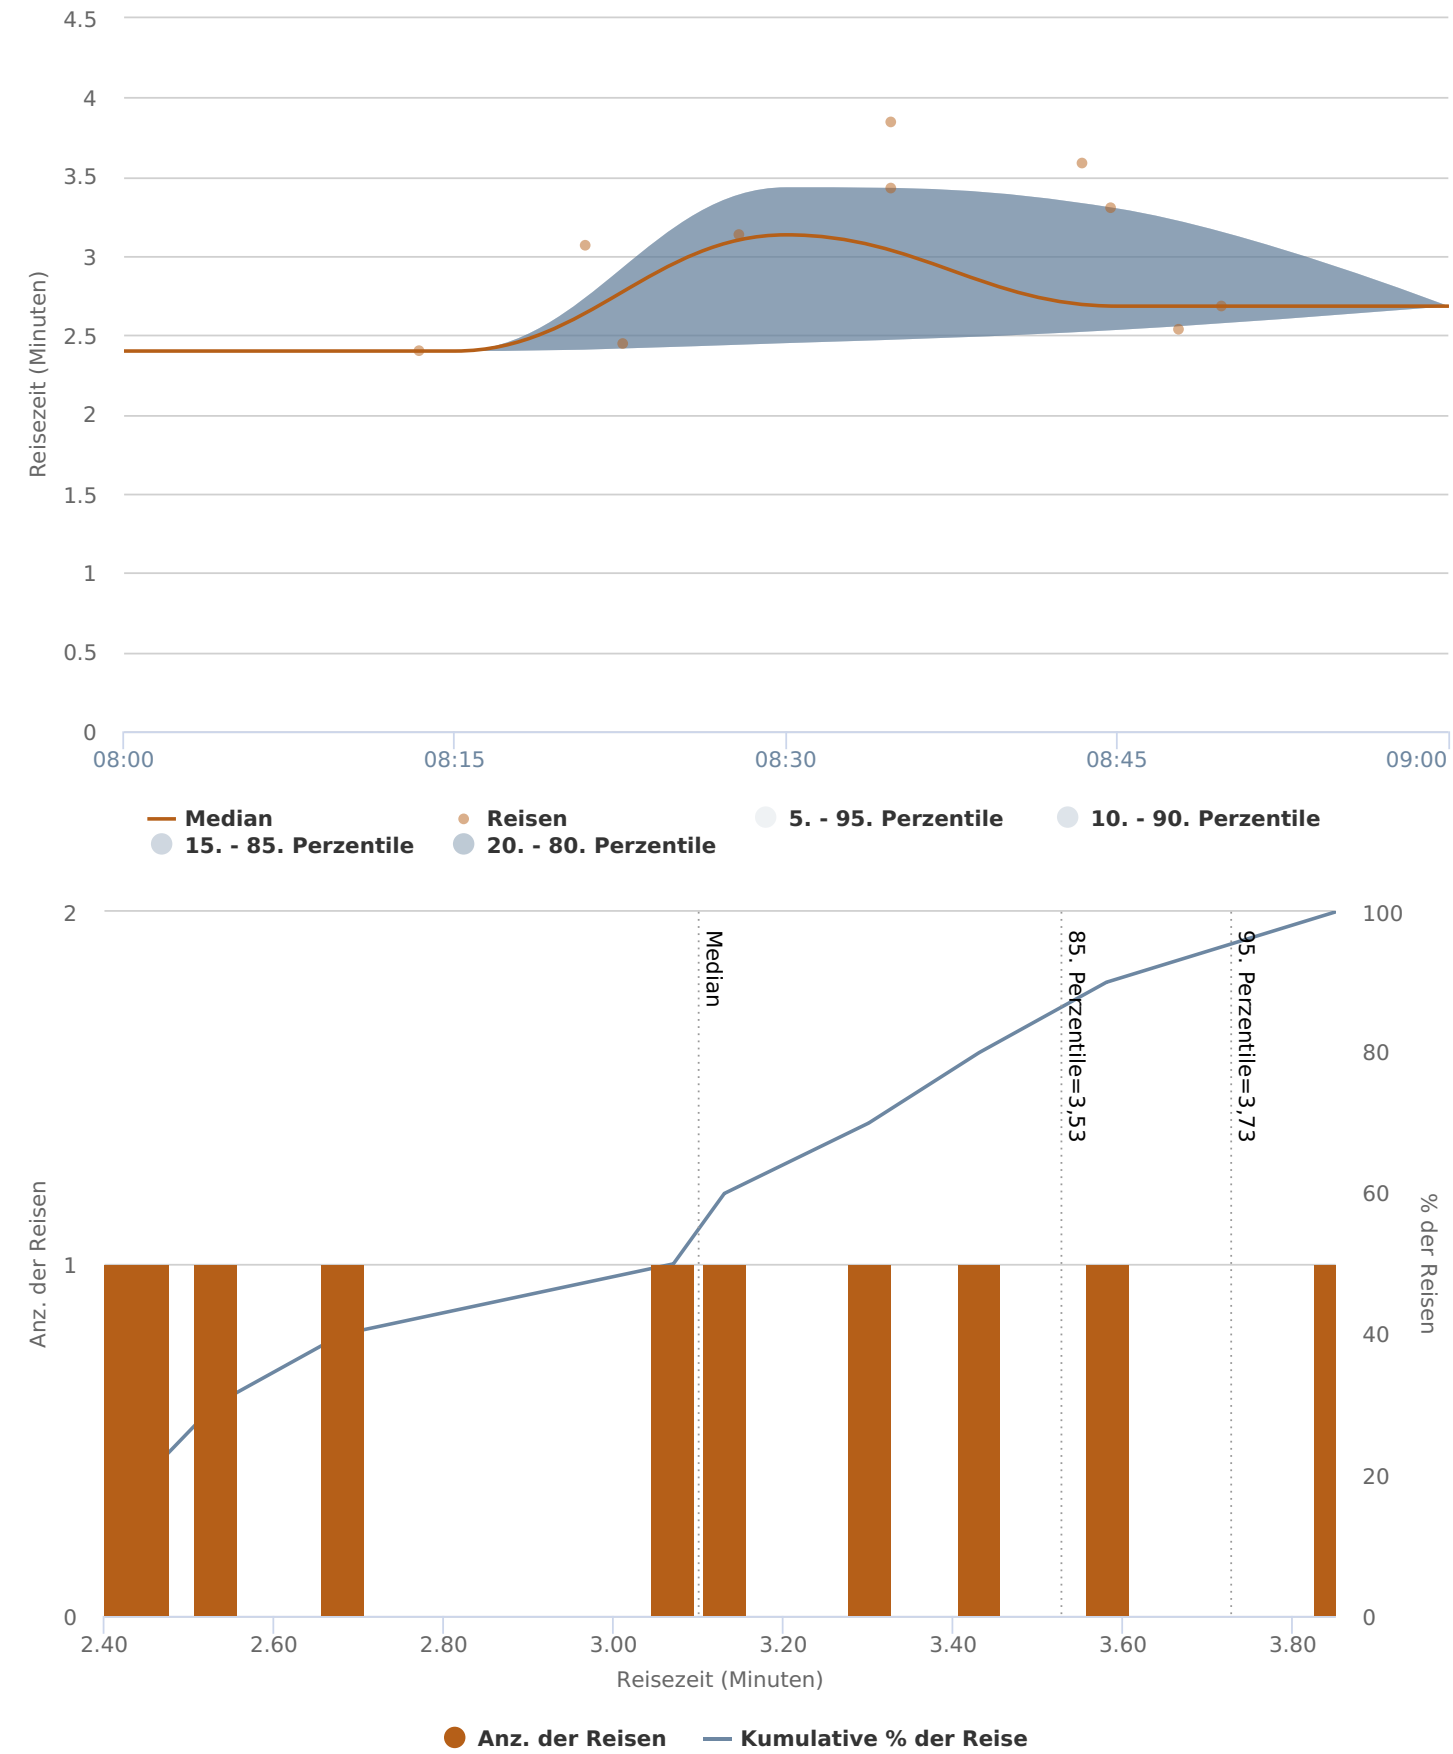 4.5
4
3.5
3
2.5
2
1.5
1
0.5
0
Reisezeit (Minuten)
08:00 08:15 08:30 08:45 09:00
Median Reisen 5. - 95. Perzentile 10. - 90. Perzentile
15. - 85. Perzentile 20. - 80. Perzentile
2
1
0
Anz. der Reisen
Median
85. Perzentile=3,53
95. Perzentile=3,73
100
80
60
40
20
0
% der Reisen
2.40 2.60 2.80 3.00 3.20 3.40 3.60 3.80
Reisezeit (Minuten)
Anz. der Reisen Kumulative % der Reise